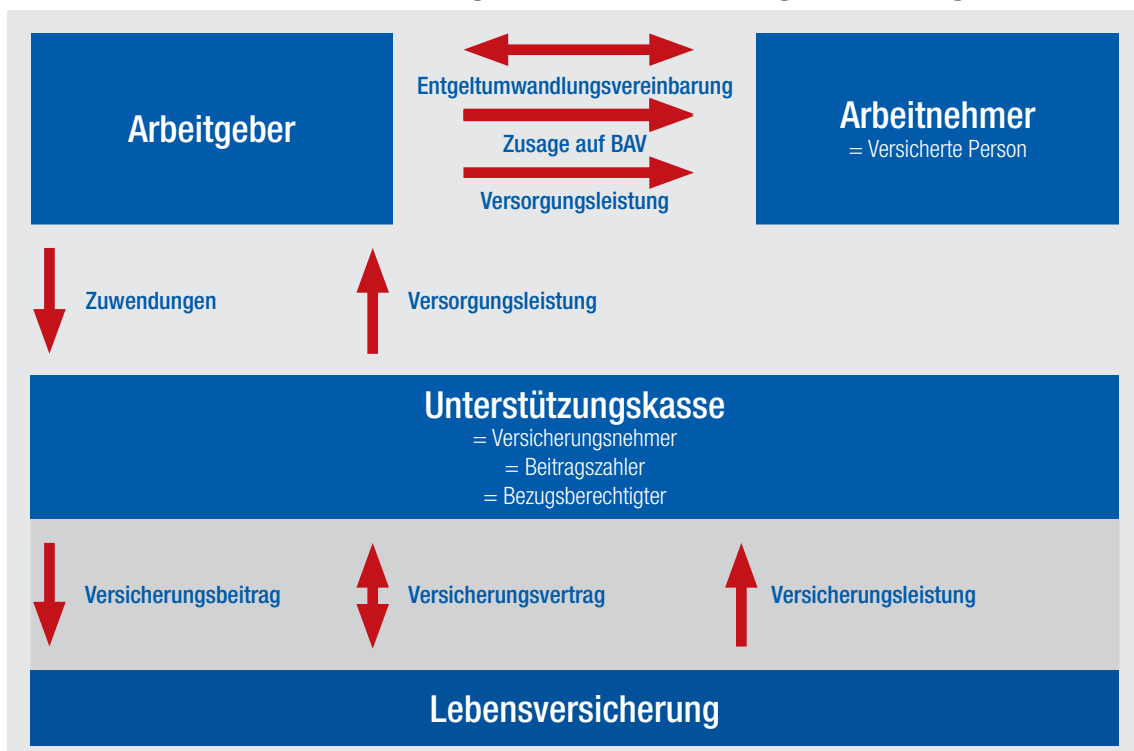 Entgeltumwandlungsvereinbarung
Arbeitgeber
Zusage auf BAV
Arbeitnehmer
= Versicherte Person
Versorgungsleistung
Zuwendungen
Versorgungsleistung
Unterstützungskasse
= Versicherungsnehmer
= Beitragszahler
= Bezugsberechtigter
Versicherungsbeitrag
Versicherungsvertrag
Versicherungsleistung
Lebensversicherung